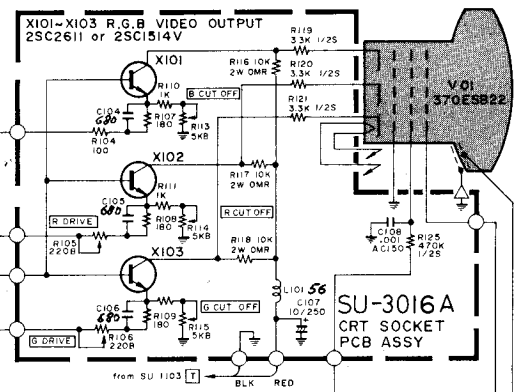 X101~X103 R.G.B VIDEO OUTPUT
2SC2611 or 2SC1514V
R119
3.3K 1/2S
R116 10K
2W OMR
R120
3.3K 1/2S
R121
3.3K 1/2S
V01
370ESB22
X101
R110
1K
B CUT OFF
C104
680
R107
180
R113
5KB
R104
100
X102
R117 10K
2W OMR
R111
1K
C105
680
R CUT OFF
R DRIVE
R108
180
R114
5KB
R105
220B
R118 10K
2W OMR
C108
.001
AC150
R125
470K
1/2S
X103
R112
1K
L101 56
C106
680
G CUT OFF
C107
10/250
R109
180
R115
5KB
R106
220B
G DRIVE
SU-3016A
CRT SOCKET
PCB ASSY
from SU 1103 T
BLK RED